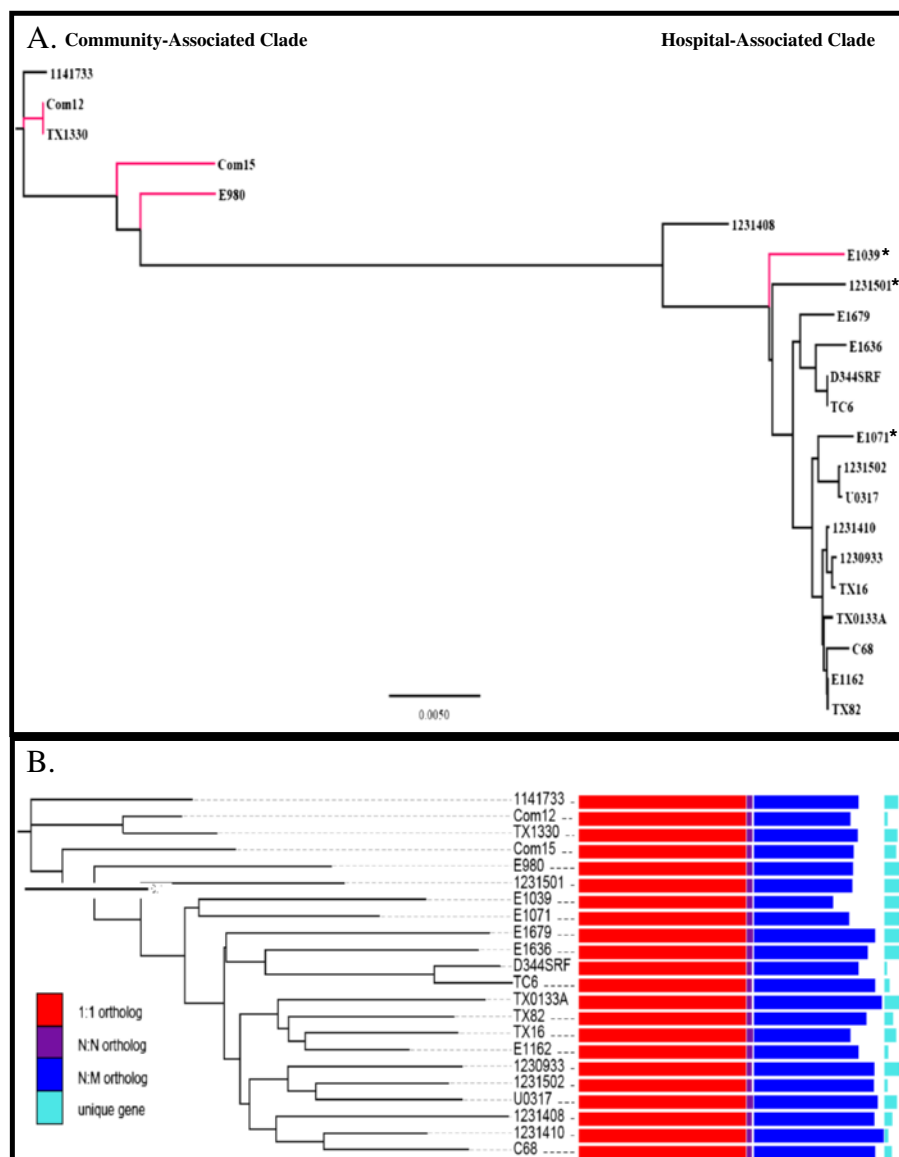 A. Community-Associated Clade Hospital-Associated Clade
1141733
Com12
TX1330
Com15
E980
1231408
E1039*
1231501*
E1679
E1636
D344SRF
TC6
E1071*
1231502
U0317
1231410
1230933
TX16
TX0133A
C68
E1162
TX82
0.0050
B.
1141733
Com12
TX1330
Com15
E980
1231501
E1039
E1071
E1679
E1636
D344SRF
TC6
TX0133A
TX82
TX16
E1162
1230933
1231502
U0317
1231408
1231410
C68
1:1 ortholog
N:N ortholog
N:M ortholog
unique gene